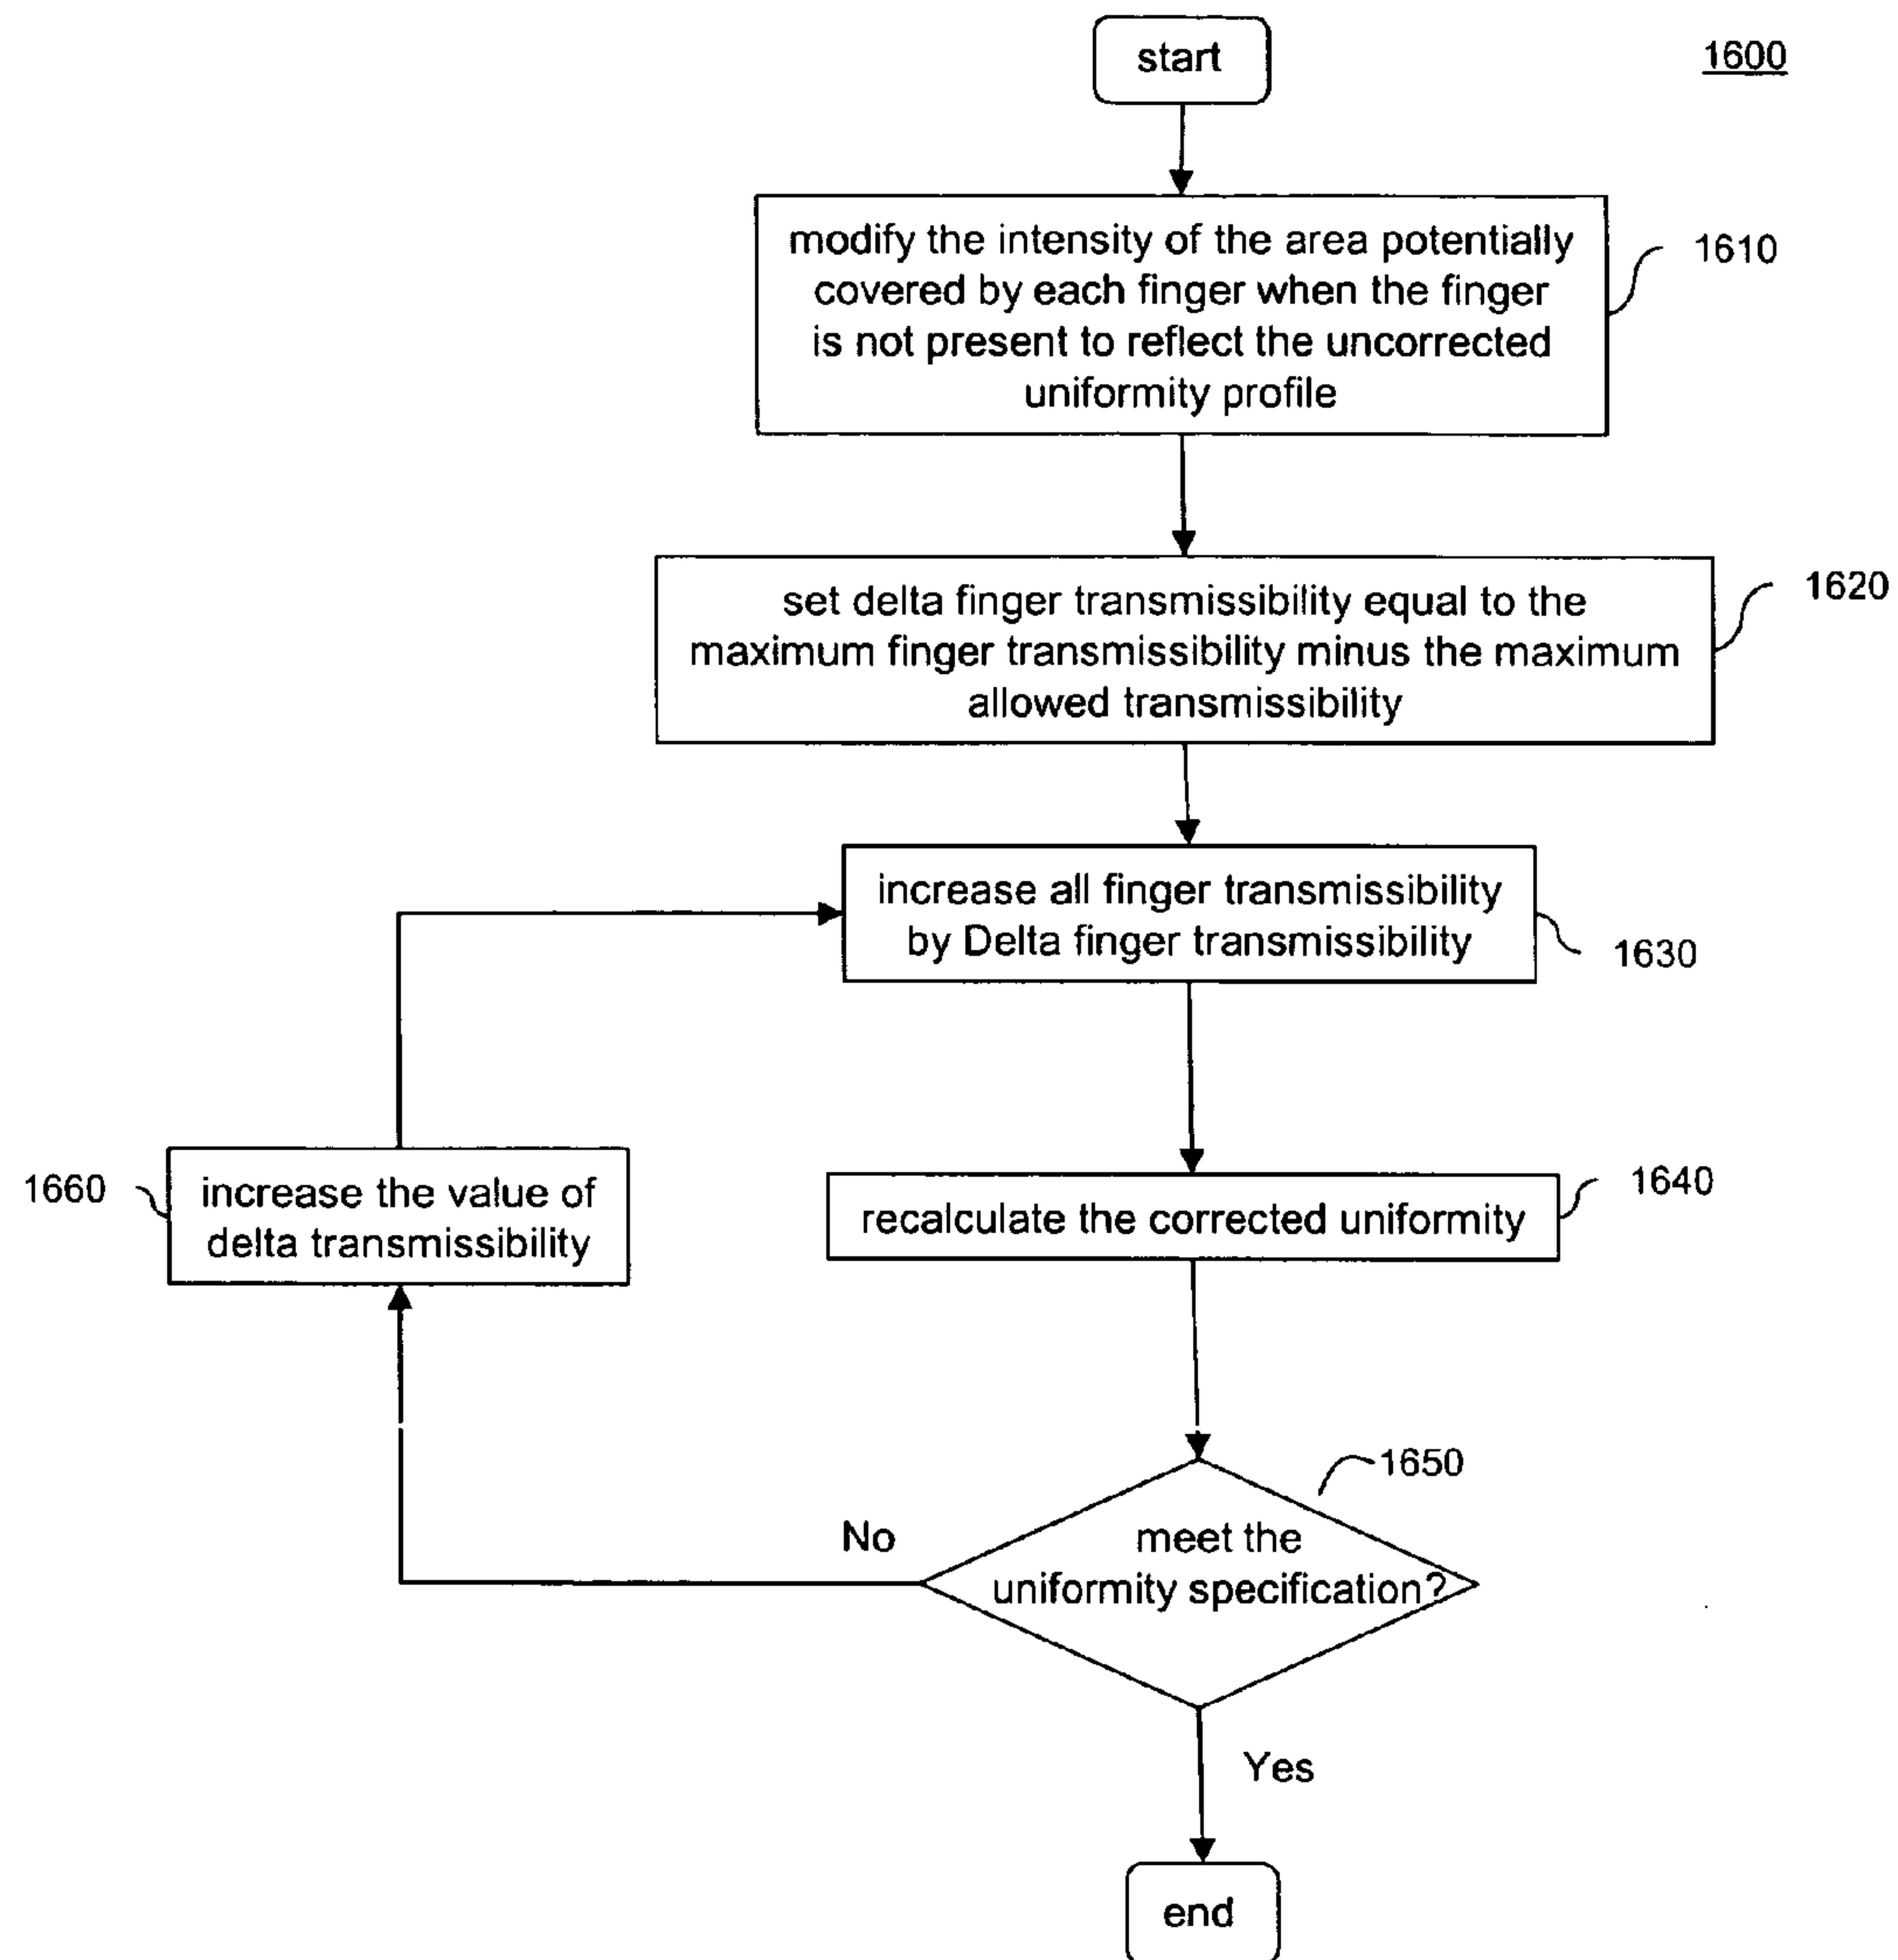 start
1600
modify the intensity of the area potentially
covered by each finger when the finger
is not present to reflect the uncorrected
uniformity profile
1610
set delta finger transmissibility equal to the
maximum finger transmissibility minus the maximum
allowed transmissibility
1620
increase all finger transmissibility
by Delta finger transmissibility
1630
1660
increase the value of
delta transmissibility
recalculate the corrected uniformity
1640
1650
No
meet the
uniformity specification?
Yes
end